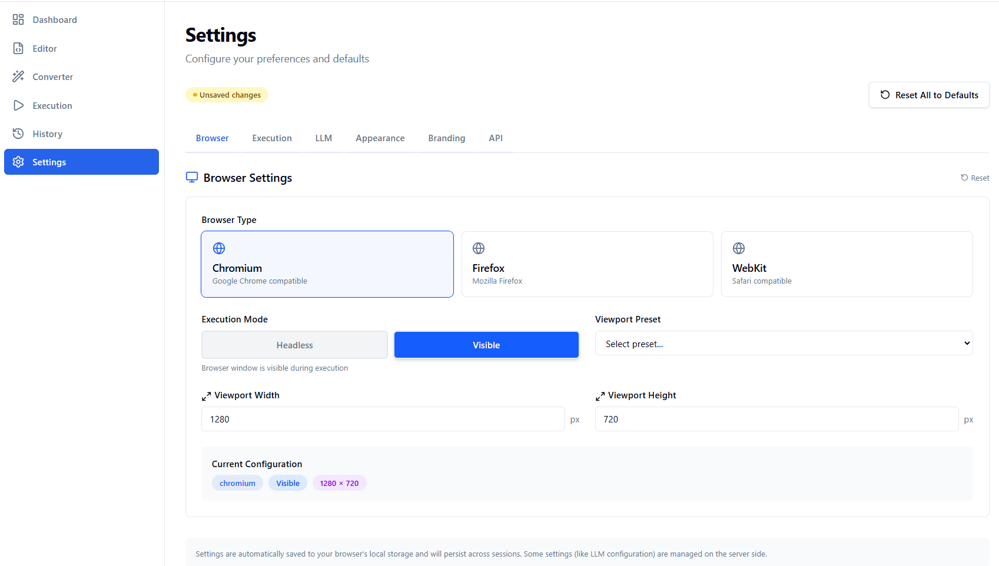 Dashboard
Editor
Converter
Execution
History
Settings
Settings
Configure your preferences and defaults
Unsaved changes
Reset All to Defaults
Browser
Execution
LLM
Appearance
Branding
API
Browser Settings
Reset
Browser Type
Chromium
Google Chrome compatible
Firefox
Mozilla Firefox
WebKit
Safari compatible
Execution Mode
Headless
Visible
Browser window is visible during execution
Viewport Preset
Select preset...
Viewport Width
1280
px
Viewport Height
720
px
Current Configuration
chromium
Visible
1280 × 720
Settings are automatically saved to your browser's local storage and will persist across sessions. Some settings (like LLM configuration) are managed on the server side.